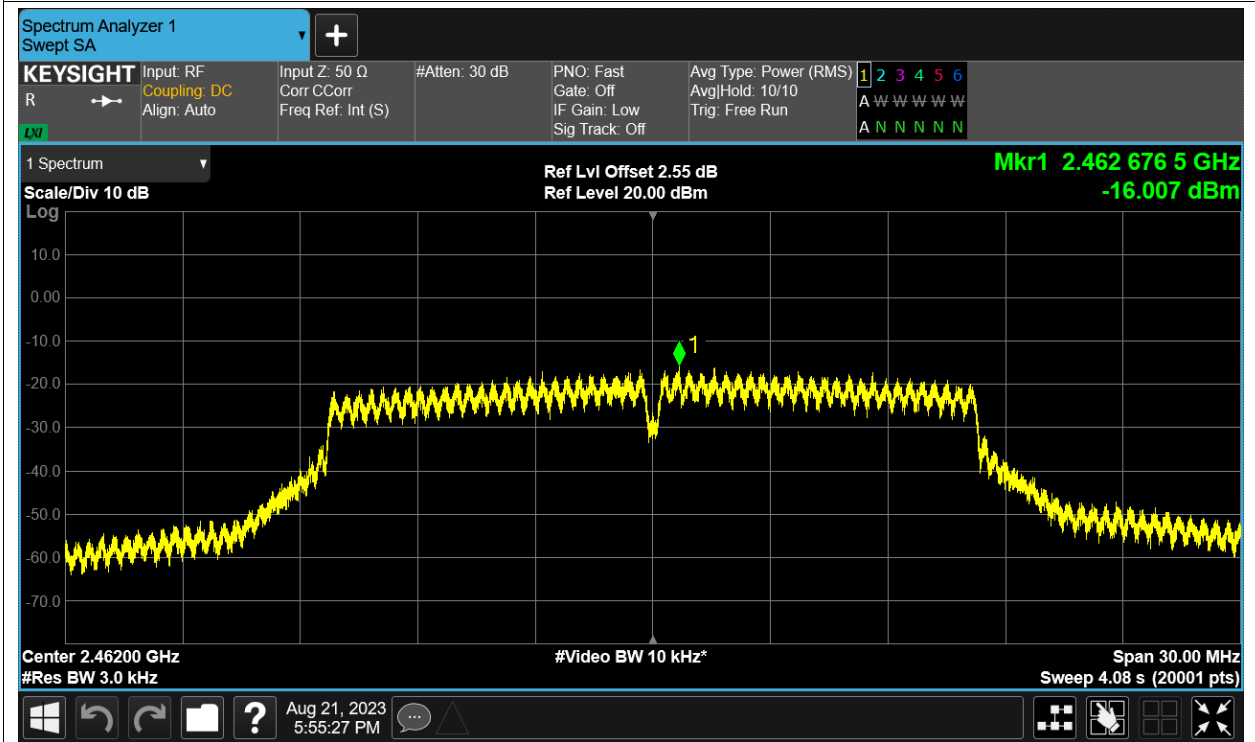 Spectrum Analyzer 1
Swept SA
KEYSIGHT
R
LXI
Input: RF
Coupling: DC
Align: Auto
Input Z: 50 Ω
Corr CCorr
Freq Ref: Int (S)
#Atten: 30 dB
PNO: Fast
Gate: Off
IF Gain: Low
Sig Track: Off
Avg Type: Power (RMS)
Avg|Hold: 10/10
Trig: Free Run
1 2 3 4 5 6
A W W W W W
A N N N N N
1 Spectrum
Scale/Div 10 dB
Log
Ref Lvl Offset 2.55 dB
Ref Level 20.00 dBm
Mkr1 2.462 676 5 GHz
-16.007 dBm
10.0
0.00
-10.0
1
-20.0
-30.0
-40.0
-50.0
-60.0
-70.0
Center 2.46200 GHz
#Res BW 3.0 kHz
#Video BW 10 kHz*
Span 30.00 MHz
Sweep 4.08 s (20001 pts)
?
Aug 21, 2023
5:55:27 PM